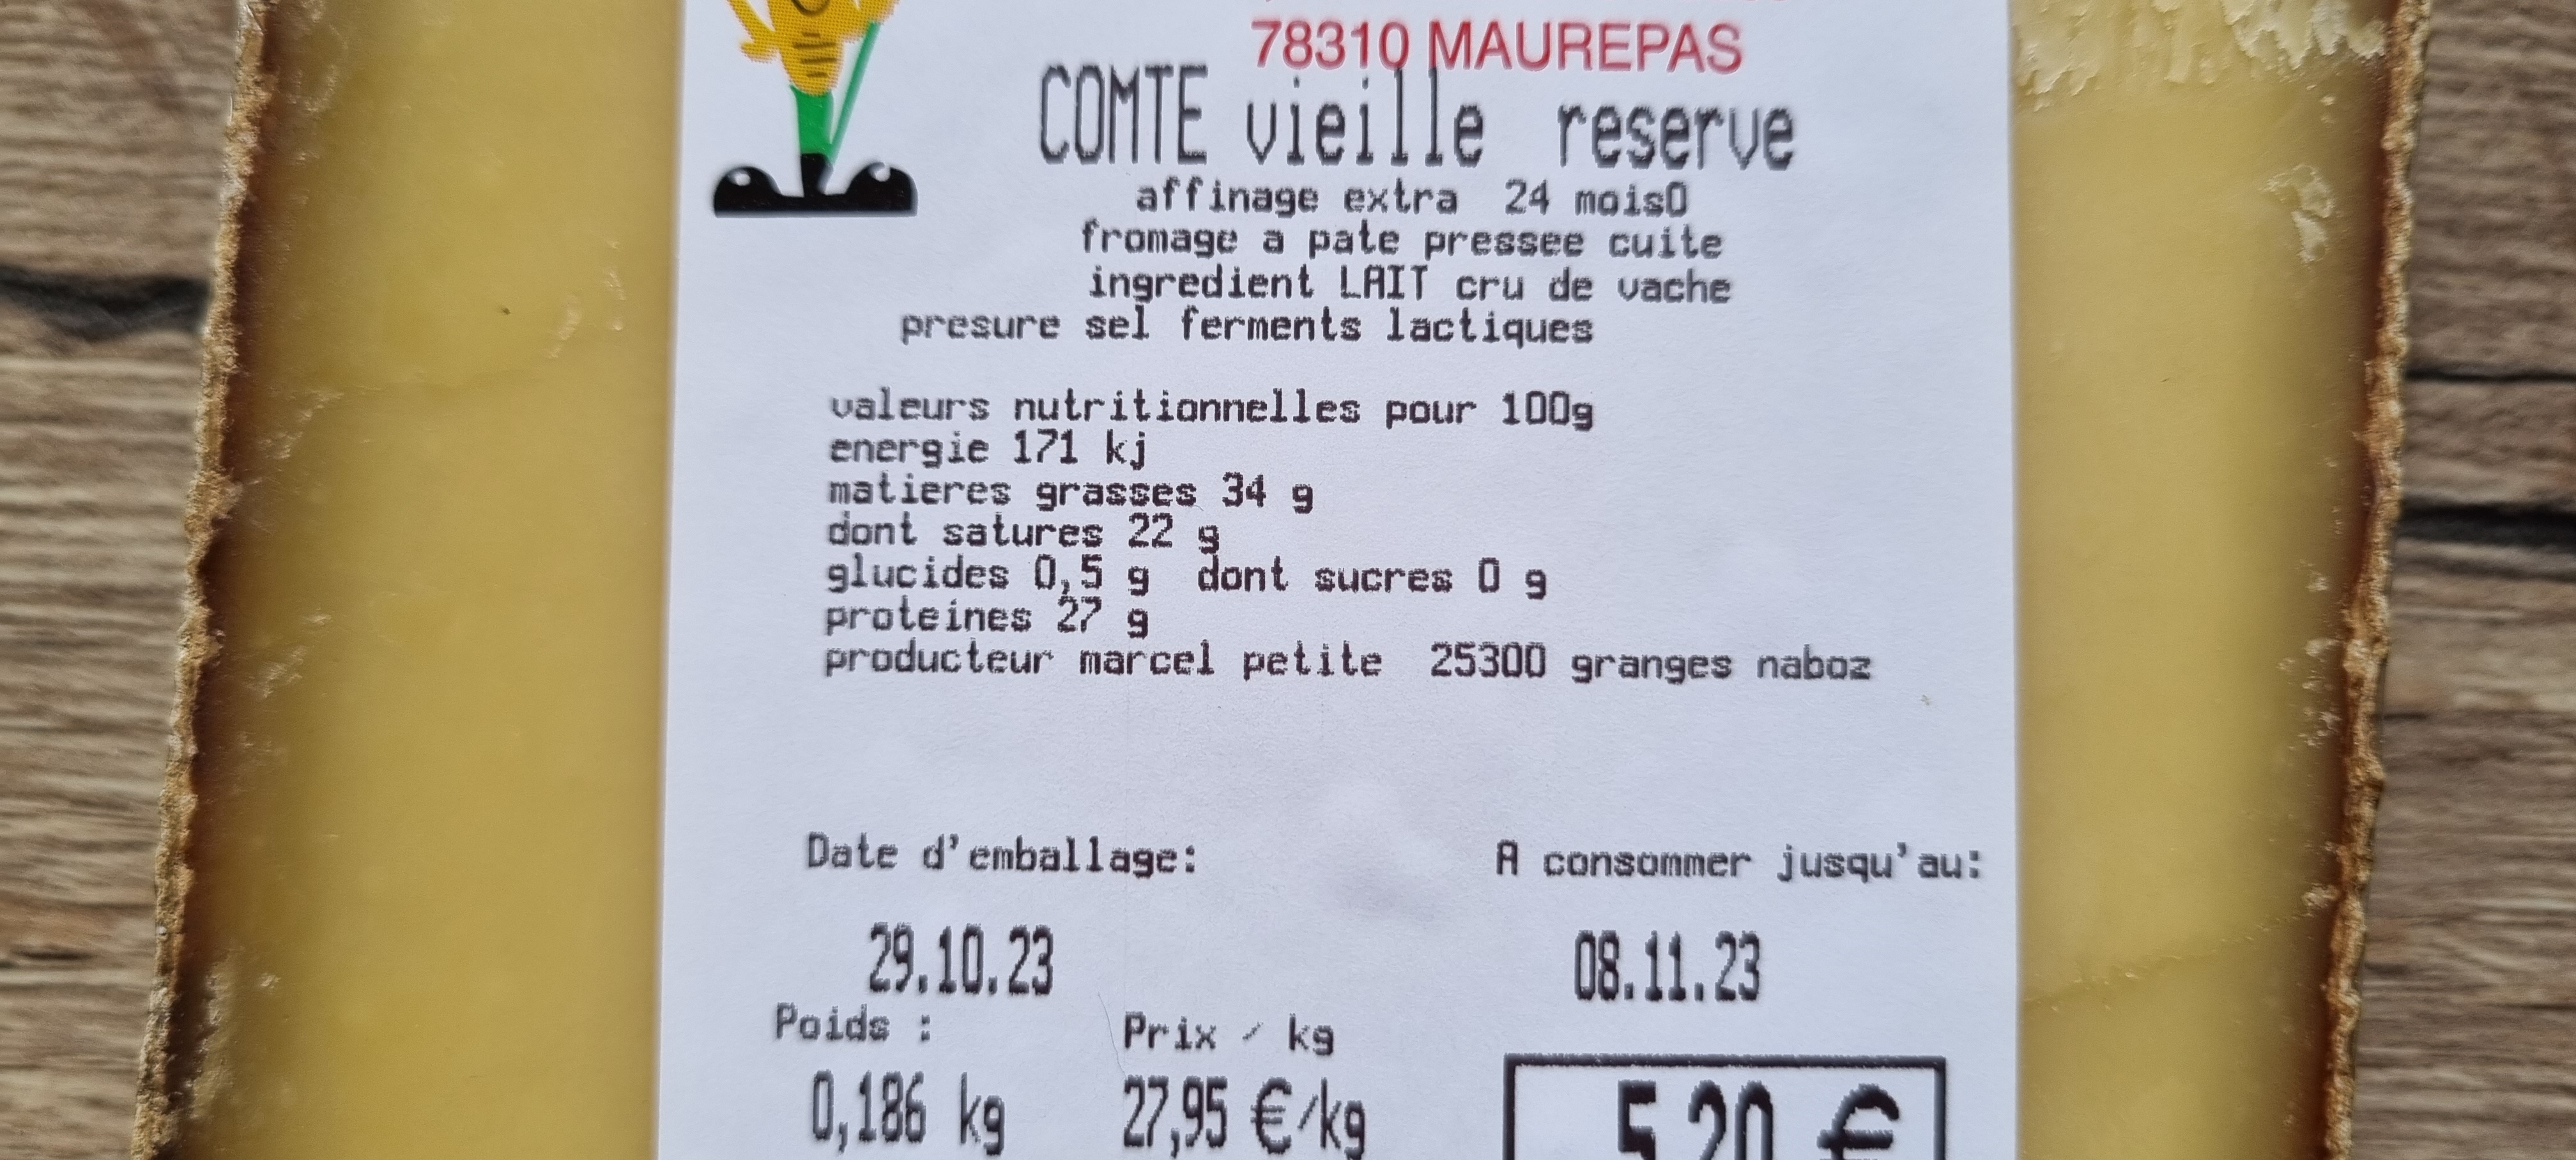 78310 MAUREPAS
COMTE vieille reserve
affinage extra 24 mois0
fromage a pate pressee cuite
ingredient LAIT cru de vache
presure sel ferments lactiques
valeurs nutritionnelles pour 100g
energie 171 kj
matieres grasses 34 g
dont satures 22 g
glucides 0,5 g dont sucres 0 g
proteines 27 g
producteur marcel petite 25300 granges naboz
Date d'emballage: A consommer jusqu'au:
29.10.23 08.11.23
Poids : Prix / kg
0,186 kg 27,95 €/kg 5,20 €